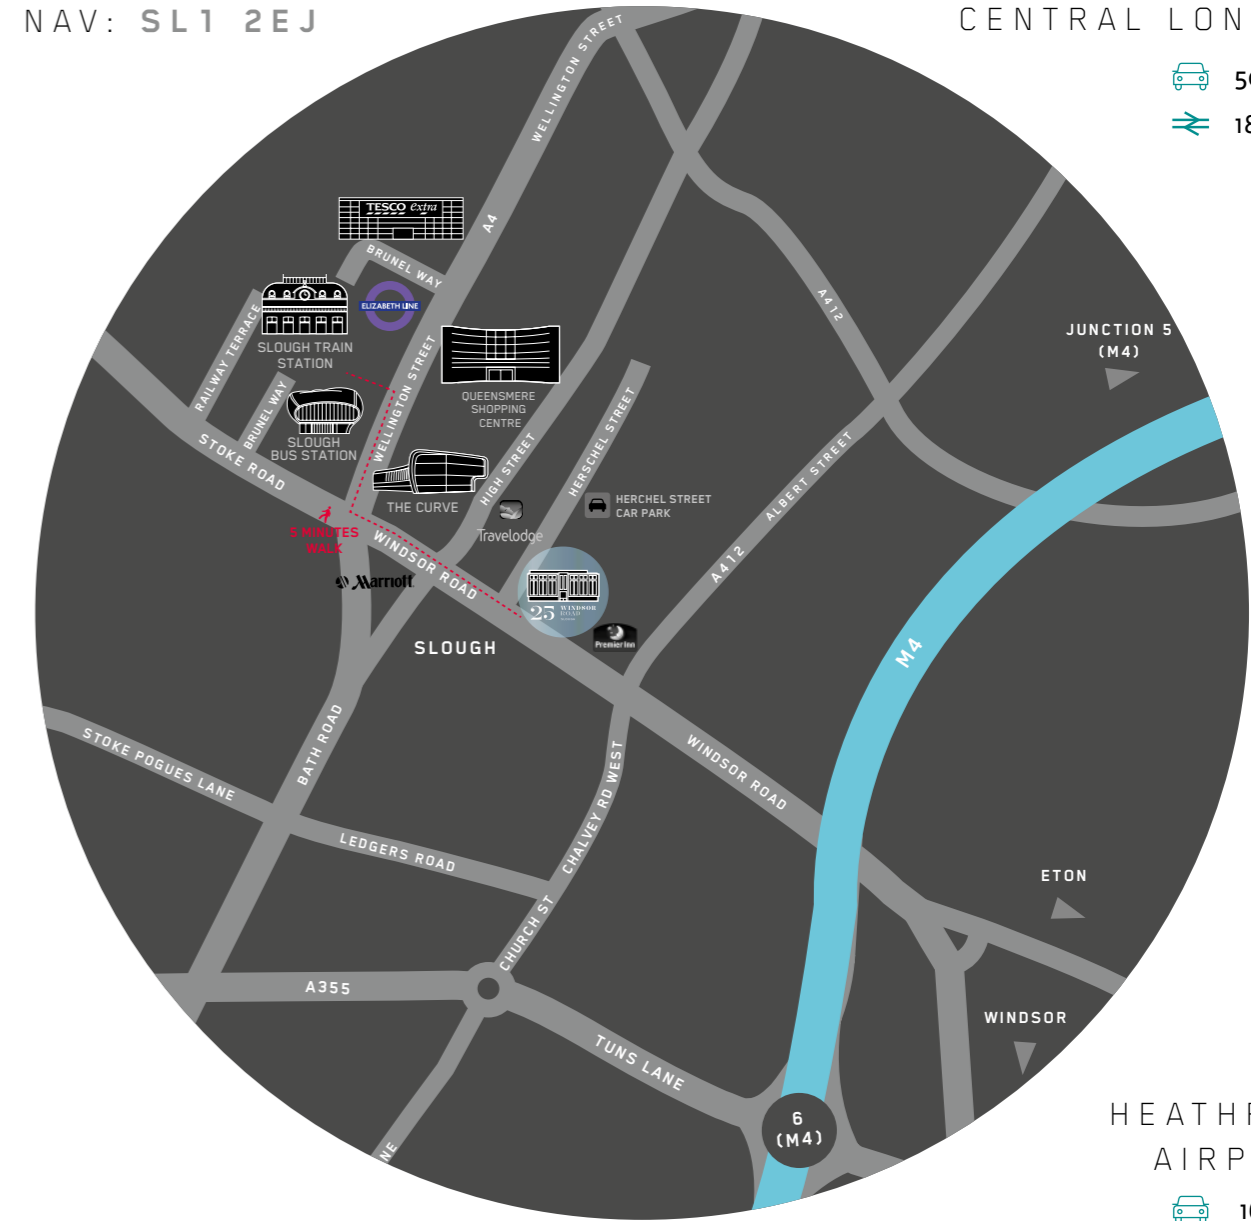 NAV: SL1 2EJ
CENTRAL LON
WELLINGTON STREET
A4
TESCO extra
BRUNEL WAY
ELIZABETH LINE
RAILWAY TERRACE
SLOUGH TRAIN
STATION
BRUNEL WAY
SLOUGH
BUS STATION
WELLINGTON STREET
QUEENSMERE
SHOPPING
CENTRE
A412
JUNCTION 5
(M4)
STOKE ROAD
THE CURVE
HIGH STREET
HERSCHEL STREET
HERCHEL STREET
CAR PARK
ALBERT STREET
A412
5 MINUTES
WALK
Travelodge
WINDSOR ROAD
Marriott
25 WINDSOR
ROAD
Premier Inn
SLOUGH
M4
STOKE POGUES LANE
BATH ROAD
WINDSOR ROAD
CHALVEY RD WEST
LEDGERS ROAD
ETON
CHURCH ST
A355
WINDSOR
TUNS LANE
6
(M4)
NE
HEATH
AIRP